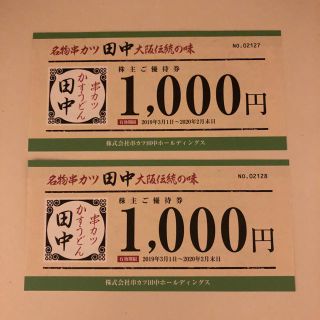 名物串カツ 田中 大阪伝統の味
NO.02127
串カツ
かすうどん
田中
株主ご優待券
1,000円
有効期限 2019年3月1日～2020年2月末日
株式会社串カツ田中ホールディングス
名物串カツ 田中 大阪伝統の味
NO.02128
串カツ
かすうどん
田中
株主ご優待券
1,000円
有効期限 2019年3月1日～2020年2月末日
株式会社串カツ田中ホールディングス